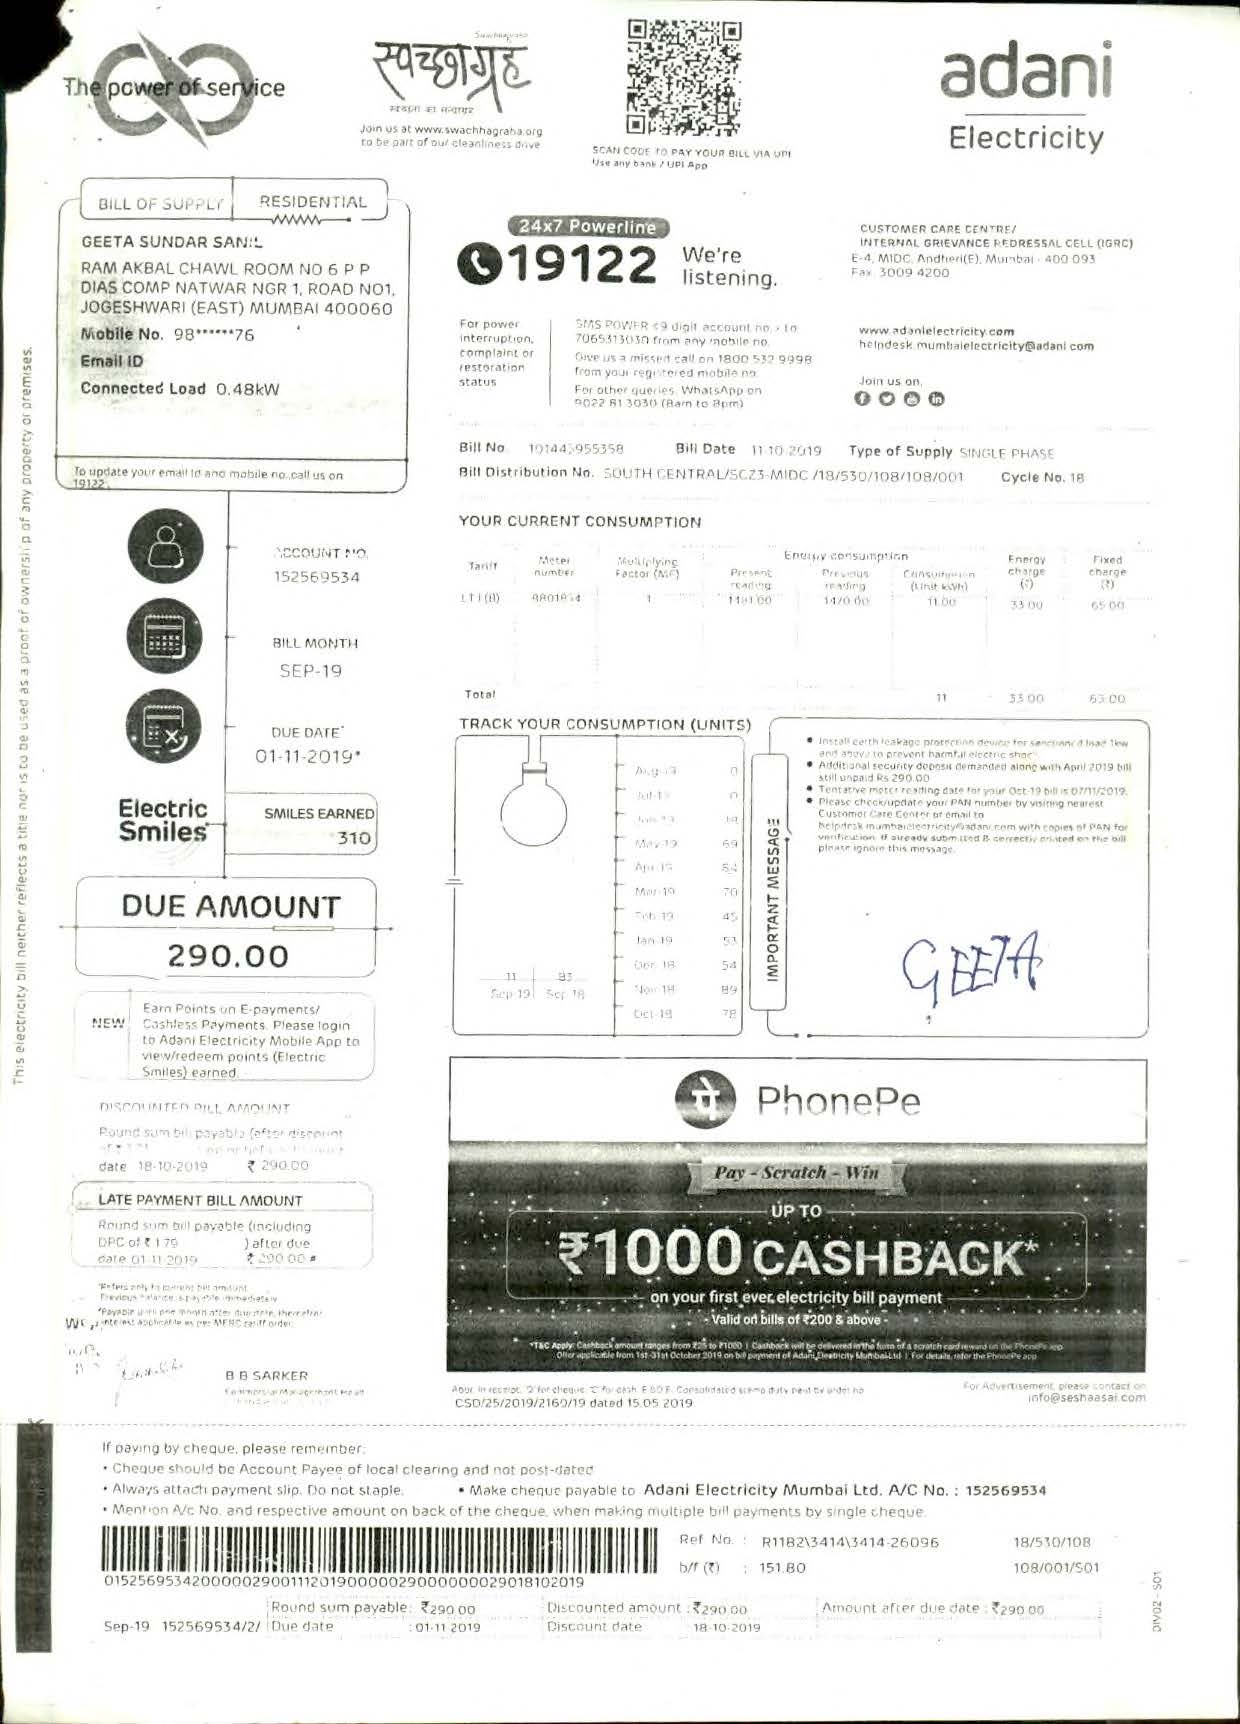 The power of service
Swachhagraha
स्वच्छाग्रह
Join us at www.swachhagraha.org
to be part of our cleanliness drive
SCAN CODE TO PAY YOUR BILL VIA UPI
Use any bank / UPI App
adani
Electricity
BILL OF SUPPLY
RESIDENTIAL
GEETA SUNDAR SANIL
RAM AKBAL CHAWL ROOM NO 6 P P
DIAS COMP NATWAR NGR 1, ROAD NO1,
JOGESHWARI (EAST) MUMBAI 400060
Mobile No. 98******76
Email ID
Connected Load 0.48kW
To update your email id and mobile no.,call us on
19122.
24x7 Powerline
19122
We're
listening.
CUSTOMER CARE CENTRE/
INTERNAL GRIEVANCE REDRESSAL CELL (IGRC)
E-4, MIDC, Andheri(E), Mumbai - 400 093
Fax 3009 4200
For power
interruption,
complaint or
restoration
status
SMS POWER <9 digit account no.> to
7065313030 from any mobile no.
Give us a missed call on 1800 532 9998
from your registered mobile no.
For other queries, WhatsApp on
9022 813030 (8am to 8pm)
www.adanielectricity.com
helpdesk.mumbaielectricity@adani.com
Join us on
Bill No. 101445955358 Bill Date 11-10-2019 Type of Supply SINGLE PHASE
Bill Distribution No. SOUTH CENTRAL/SCZ3-MIDC /18/530/108/108/001 Cycle No. 18
ACCOUNT NO.
152569534
BILL MONTH
SEP-19
DUE DATE*
01-11-2019*
Electric
Smiles
SMILES EARNED
310
DUE AMOUNT
290.00
NEW
Earn Points on E-payments/
Cashless Payments. Please login
to Adani Electricity Mobile App to
view/redeem points (Electric
Smiles) earned.
YOUR CURRENT CONSUMPTION
Tariff
Meter
number
Multiplying
Factor (MF)
Energy consumption
Present
reading
Previous
reading
Consumption
(Unit kWh)
Energy
charge
(₹)
Fixed
charge
(₹)
LT I (B) 1 11.00 33.00 65.00
Total 11 33.00 65.00
TRACK YOUR CONSUMPTION (UNITS)
11 93
Sep 19 Sep 18
Aug-19 0
Jul-19 0
May-19 69
Apr-19
Mar-19 70
Feb-19 45
Jan-19 53
Dec-18 54
Nov-18 89
Oct-18 78
IMPORTANT MESSAGE
Install earth leakage protection device for sanctioned load 1kw
and above to prevent harmful electric shock
Additional security deposit demanded along with April 2019 bill
still unpaid Rs 290.00
Tentative meter reading date for your Oct-19 bill is 07/11/2019.
Please check/update your PAN number by visiting nearest
Customer Care Center or email to
helpdesk.mumbaielectricity@adani.com with copies of PAN for
verification. If already submitted & correctly printed on the bill
please ignore this message.
GEETA
DISCOUNTED BILL AMOUNT
Round sum bill payable (after discount
date 18-10-2019 ₹ 290.00
LATE PAYMENT BILL AMOUNT
Round sum bill payable (including
DPC of ₹ 1.79 ) after due
date 01-11-2019 ₹ 290.00 #
*Refers only to current bill amount
Previous balance is payable immediately
#Payable upto one month after due date, thereafter
interest applicable as per MERC tariff order.
B B SARKER
Commercial Management Head
पे PhonePe
Pay - Scratch - Win
UP TO
₹1000 CASHBACK*
on your first ever electricity bill payment
- Valid on bills of ₹200 & above -
*T&C Apply: Cashback amount ranges from ₹25 to ₹1000 | Cashback will be delivered in the form of a scratch card reward on the PhonePe app
Offer applicable from 1st-31st October 2019 on bill payment of Adani Electricity Mumbai Ltd | For details, refer the PhonePe app
CSD/25/2019/2160/19 dated 15.05.2019
For Advertisement, please contact on
info@seshaasai.com
This electricity bill neither reflects a title nor is to be used as a proof of ownership of any property or premises.
If paying by cheque, please remember:
• Cheque should be Account Payee of local clearing and not post-dated
• Always attach payment slip. Do not staple. • Make cheque payable to Adani Electricity Mumbai Ltd. A/C No. : 152569534
• Mention A/c No. and respective amount on back of the cheque, when making multiple bill payments by single cheque.
Ref No. : R1182\3414\3414-26096 18/530/108
b/f (₹) : 151.80 108/001/S01
Round sum payable: ₹290.00 Discounted amount : ₹290.00 Amount after due date : ₹290.00
Sep-19 152569534/2/ Due date : 01-11-2019 Discount date 18-10-2019
DIV02 - S01